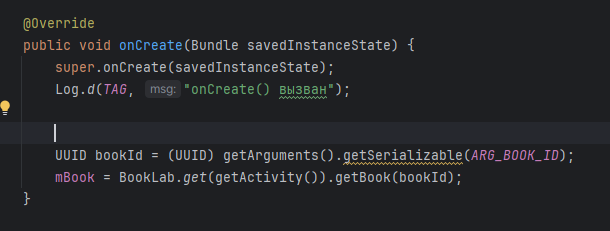 @Override
public void onCreate(Bundle savedInstanceState) {
super.onCreate(savedInstanceState);
Log.d(TAG, msg: "onCreate() вызван");
UUID bookId = (UUID) getArguments().getSerializable(ARG_BOOK_ID);
mBook = BookLab.get(getActivity()).getBook(bookId);
}